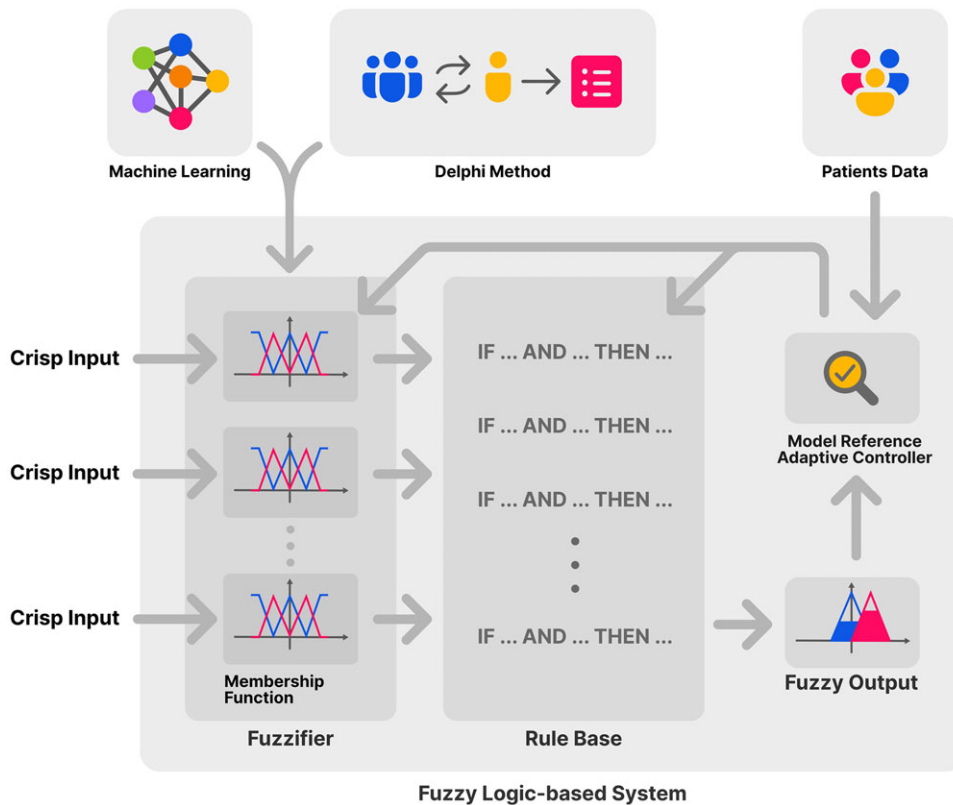 Machine Learning
Delphi Method
Patients Data
Crisp Input
IF ... AND ... THEN ...
IF ... AND ... THEN ...
Model Reference
Adaptive Controller
Crisp Input
IF ... AND ... THEN ...
Crisp Input
IF ... AND ... THEN ...
Membership
Function
Fuzzy Output
Fuzzifier
Rule Base
Fuzzy Logic-based System